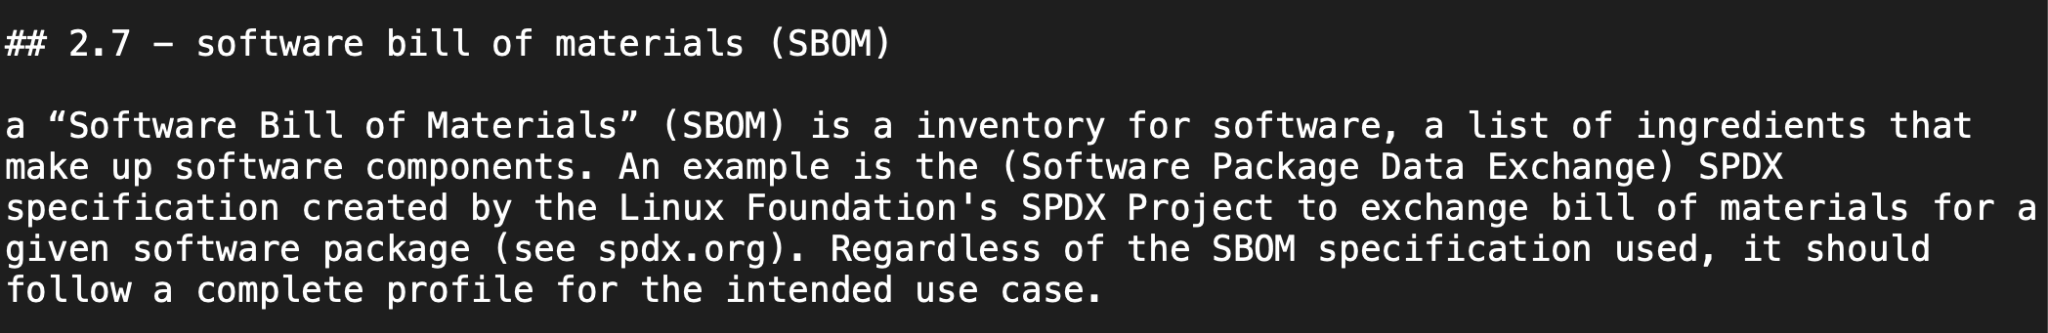 ## 2.7 – software bill of materials (SBOM)
a “Software Bill of Materials” (SBOM) is a inventory for software, a list of ingredients that
make up software components. An example is the (Software Package Data Exchange) SPDX
specification created by the Linux Foundation's SPDX Project to exchange bill of materials for a
given software package (see spdx.org). Regardless of the SBOM specification used, it should
follow a complete profile for the intended use case.